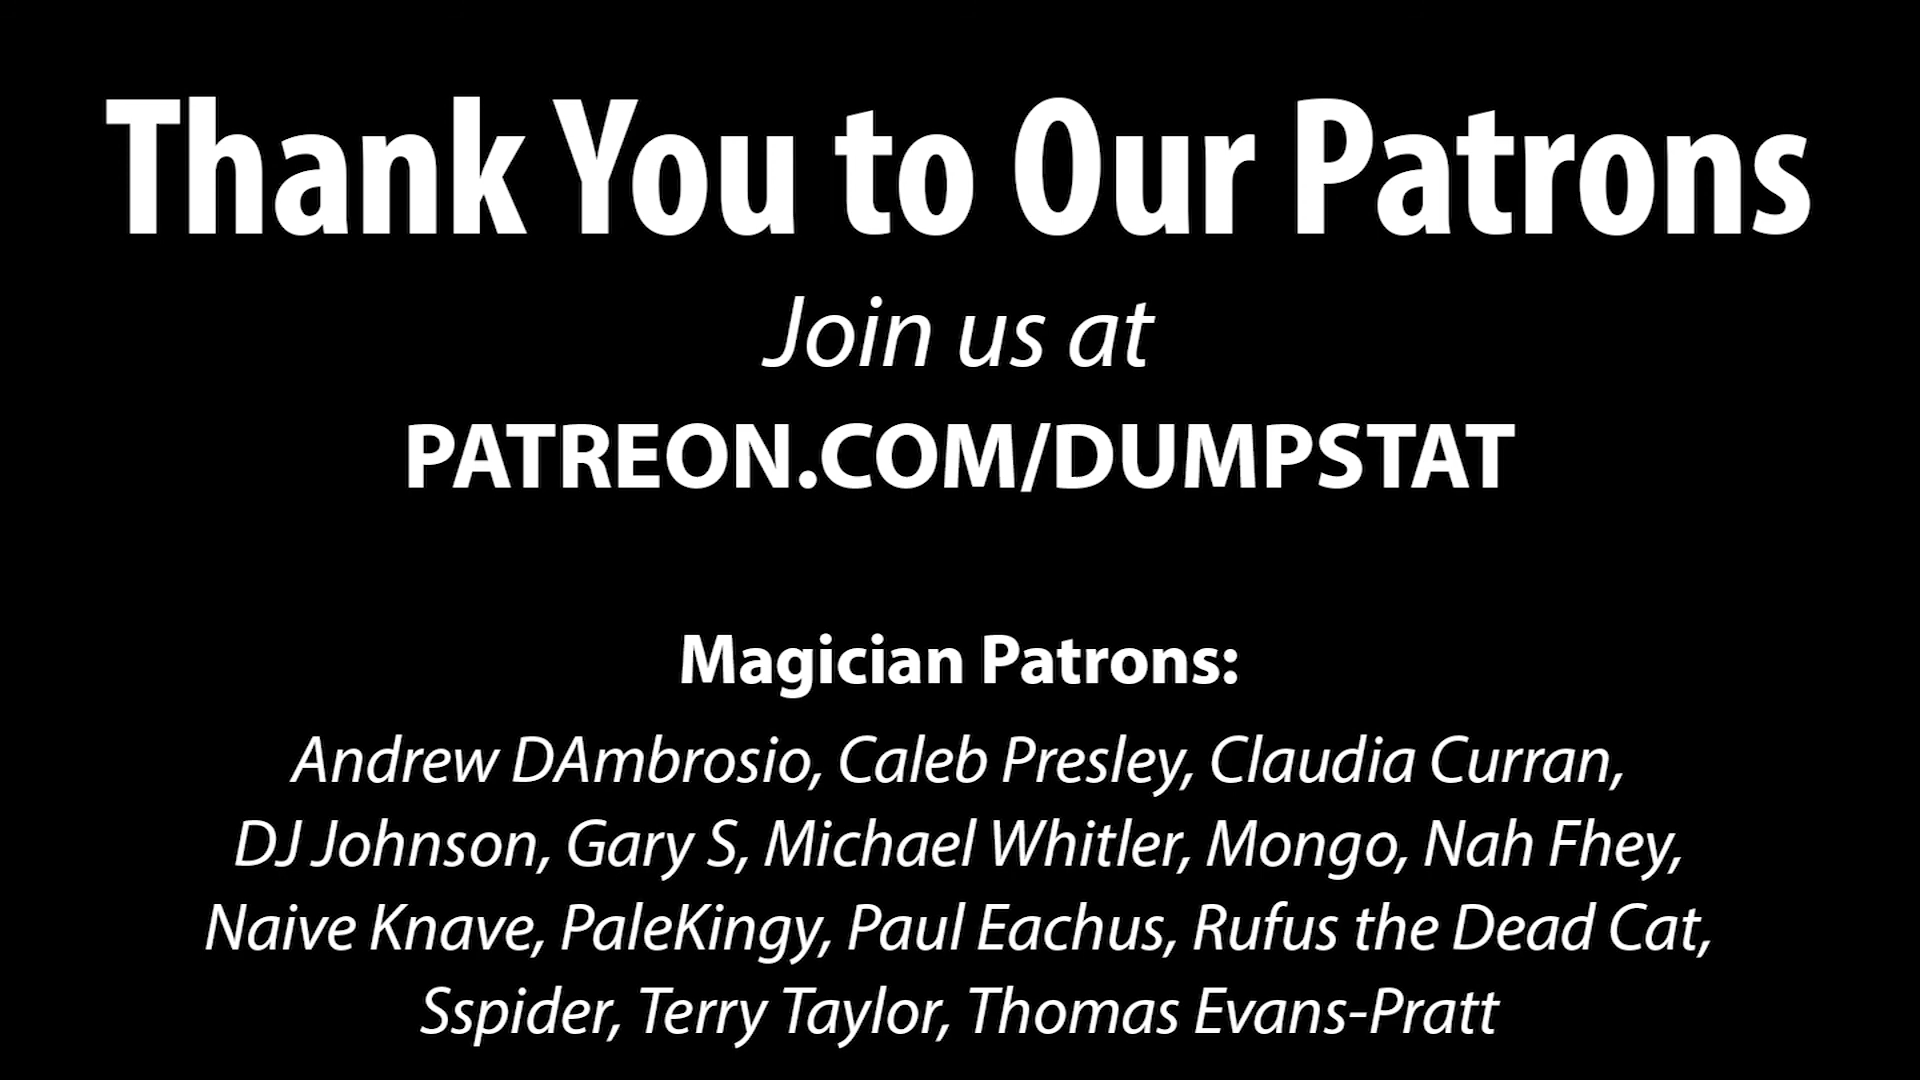 Thank You to Our Patrons
Join us at
PATREON.COM/DUMPSTAT
Magician Patrons:
Andrew DAmbrosio, Caleb Presley, Claudia Curran,
DJ Johnson, Gary S, Michael Whitler, Mongo, Nah Fhey,
Naive Knave, PaleKingy, Paul Eachus, Rufus the Dead Cat,
Sspider, Terry Taylor, Thomas Evans-Pratt